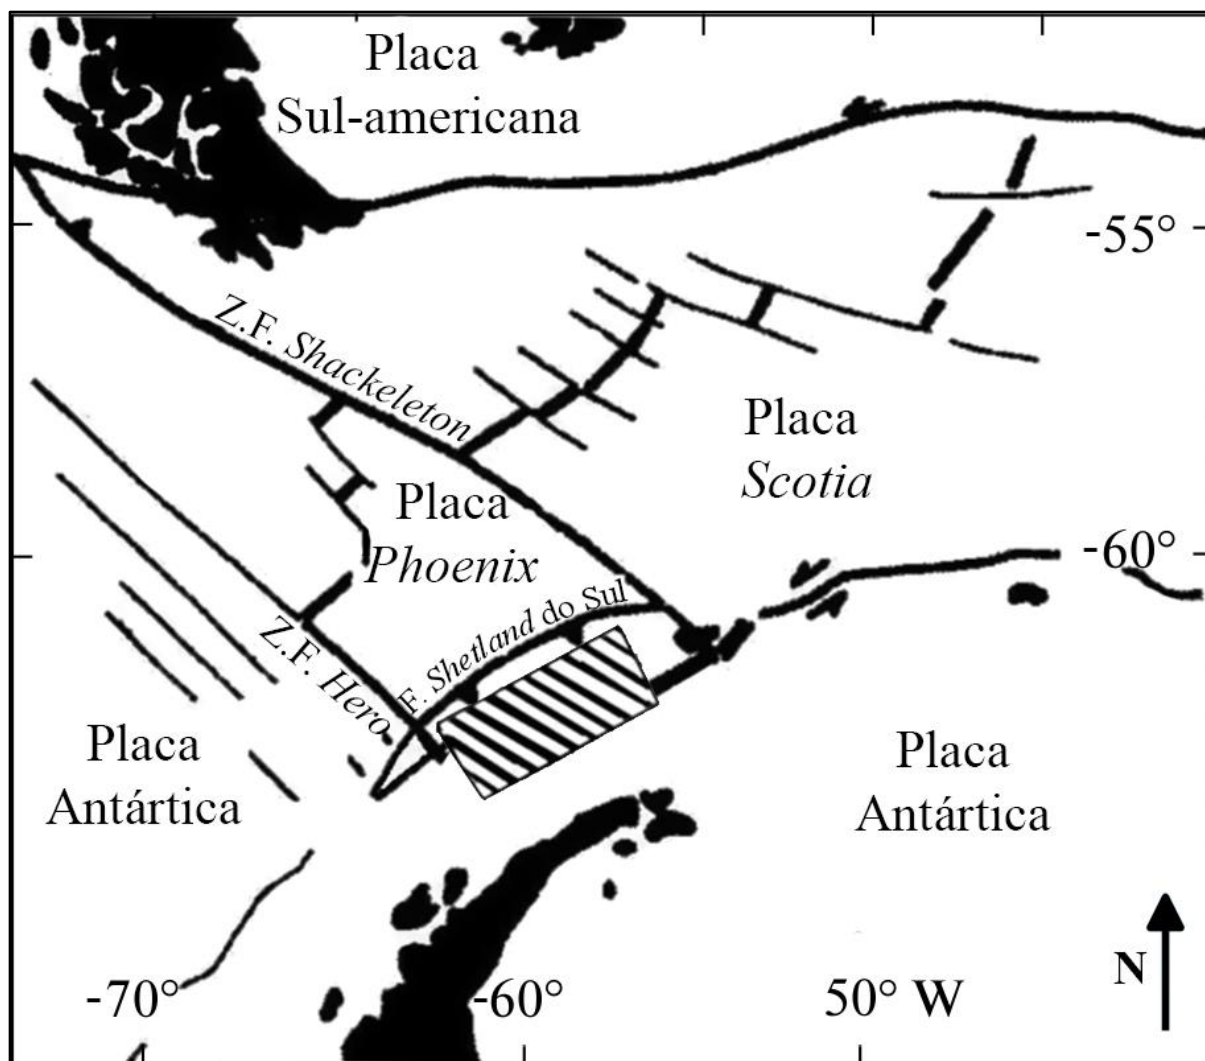 Placa
Sul-americana
-55°
Z.F. Shackeleton
Placa
Scotia
Placa
Phoenix
-60°
F. Shetland do Sul
Z.F. Hero
Placa
Antártica
Placa
Antártica
N
-70°
-60°
50° W